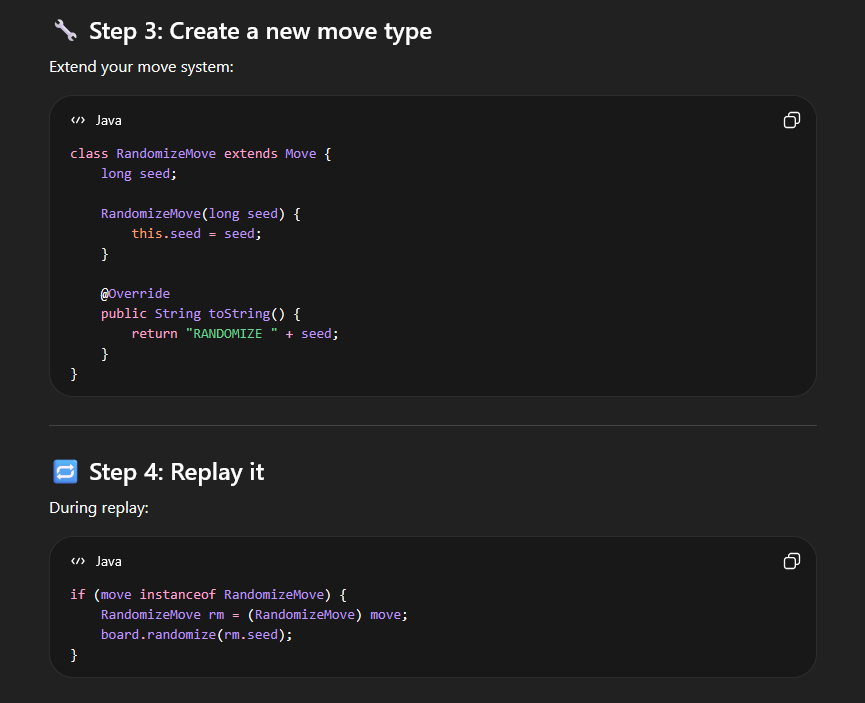 Step 3: Create a new move type
Extend your move system:
Java
class RandomizeMove extends Move {
    long seed;

    RandomizeMove(long seed) {
        this.seed = seed;
    }

    @Override
    public String toString() {
        return "RANDOMIZE " + seed;
    }
}
Step 4: Replay it
During replay:
Java
if (move instanceof RandomizeMove) {
    RandomizeMove rm = (RandomizeMove) move;
    board.randomize(rm.seed);
}